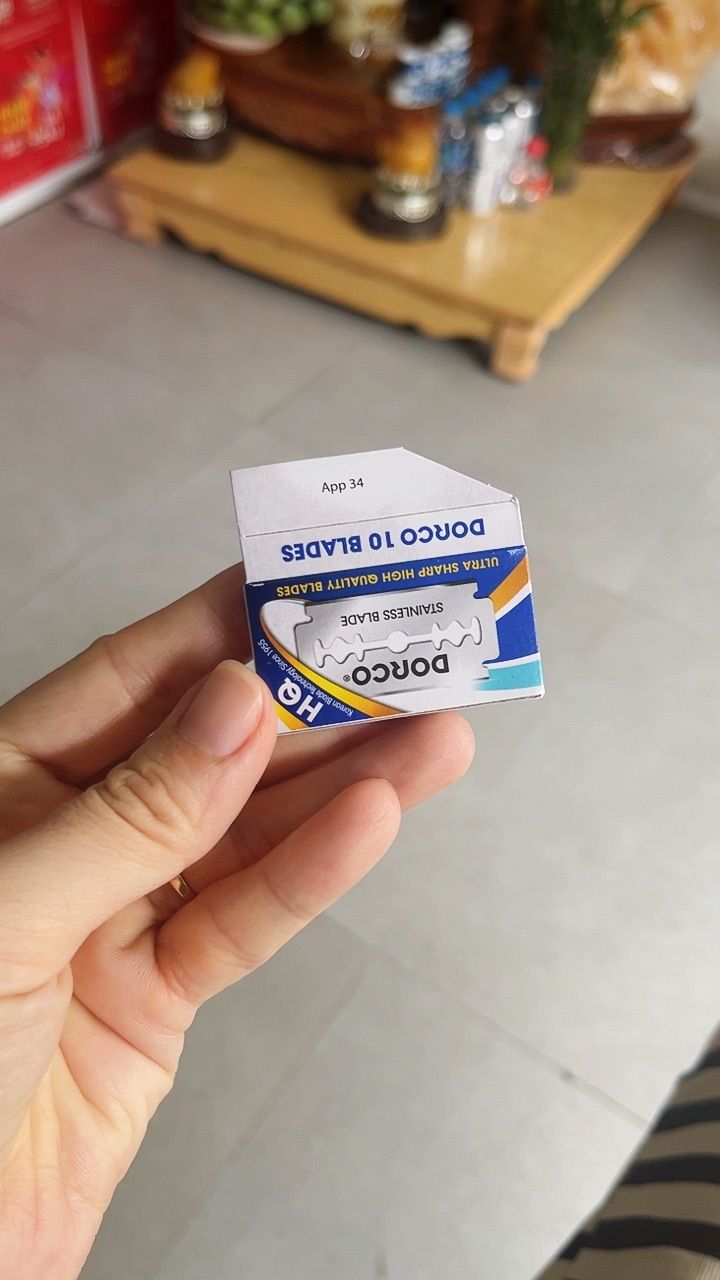 App 34
DORCO 10 BLADES
ULTRA SHARP HIGH QUALITY BLADES
STAINLESS BLADE
DORCO®
HQ
Korean Blade Technology Since 1955